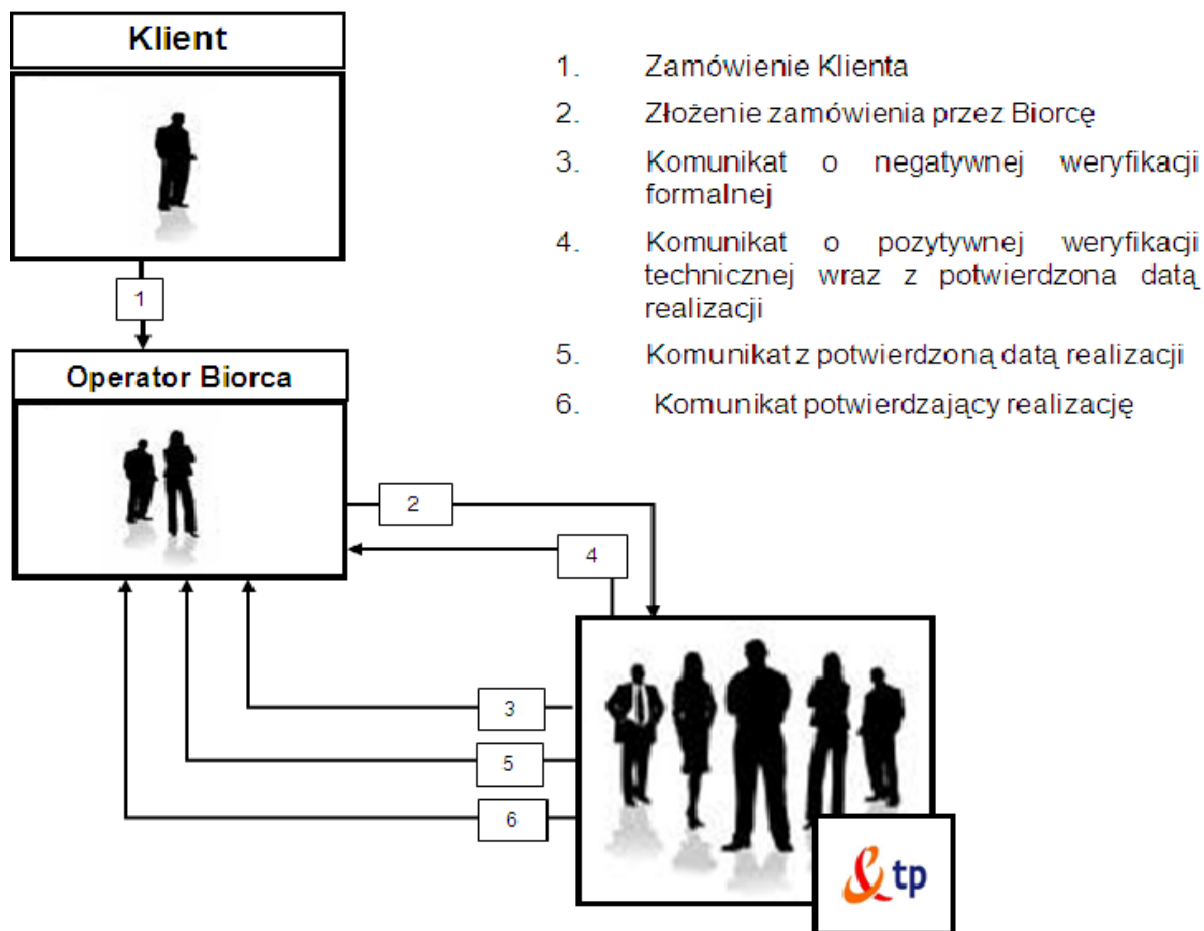 Klient
1
Operator Biorca
2
4
3
5
6
tp
1. Zamówienie Klienta
2. Złożenie zamówienia przez Biorcę
3. Komunikat o negatywnej weryfikacji
formalnej
4. Komunikat o pozytywnej weryfikacji
technicznej wraz z potwierdzona datą
realizacji
5. Komunikat z potwierdzoną datą realizacji
6. Komunikat potwierdzający realizację